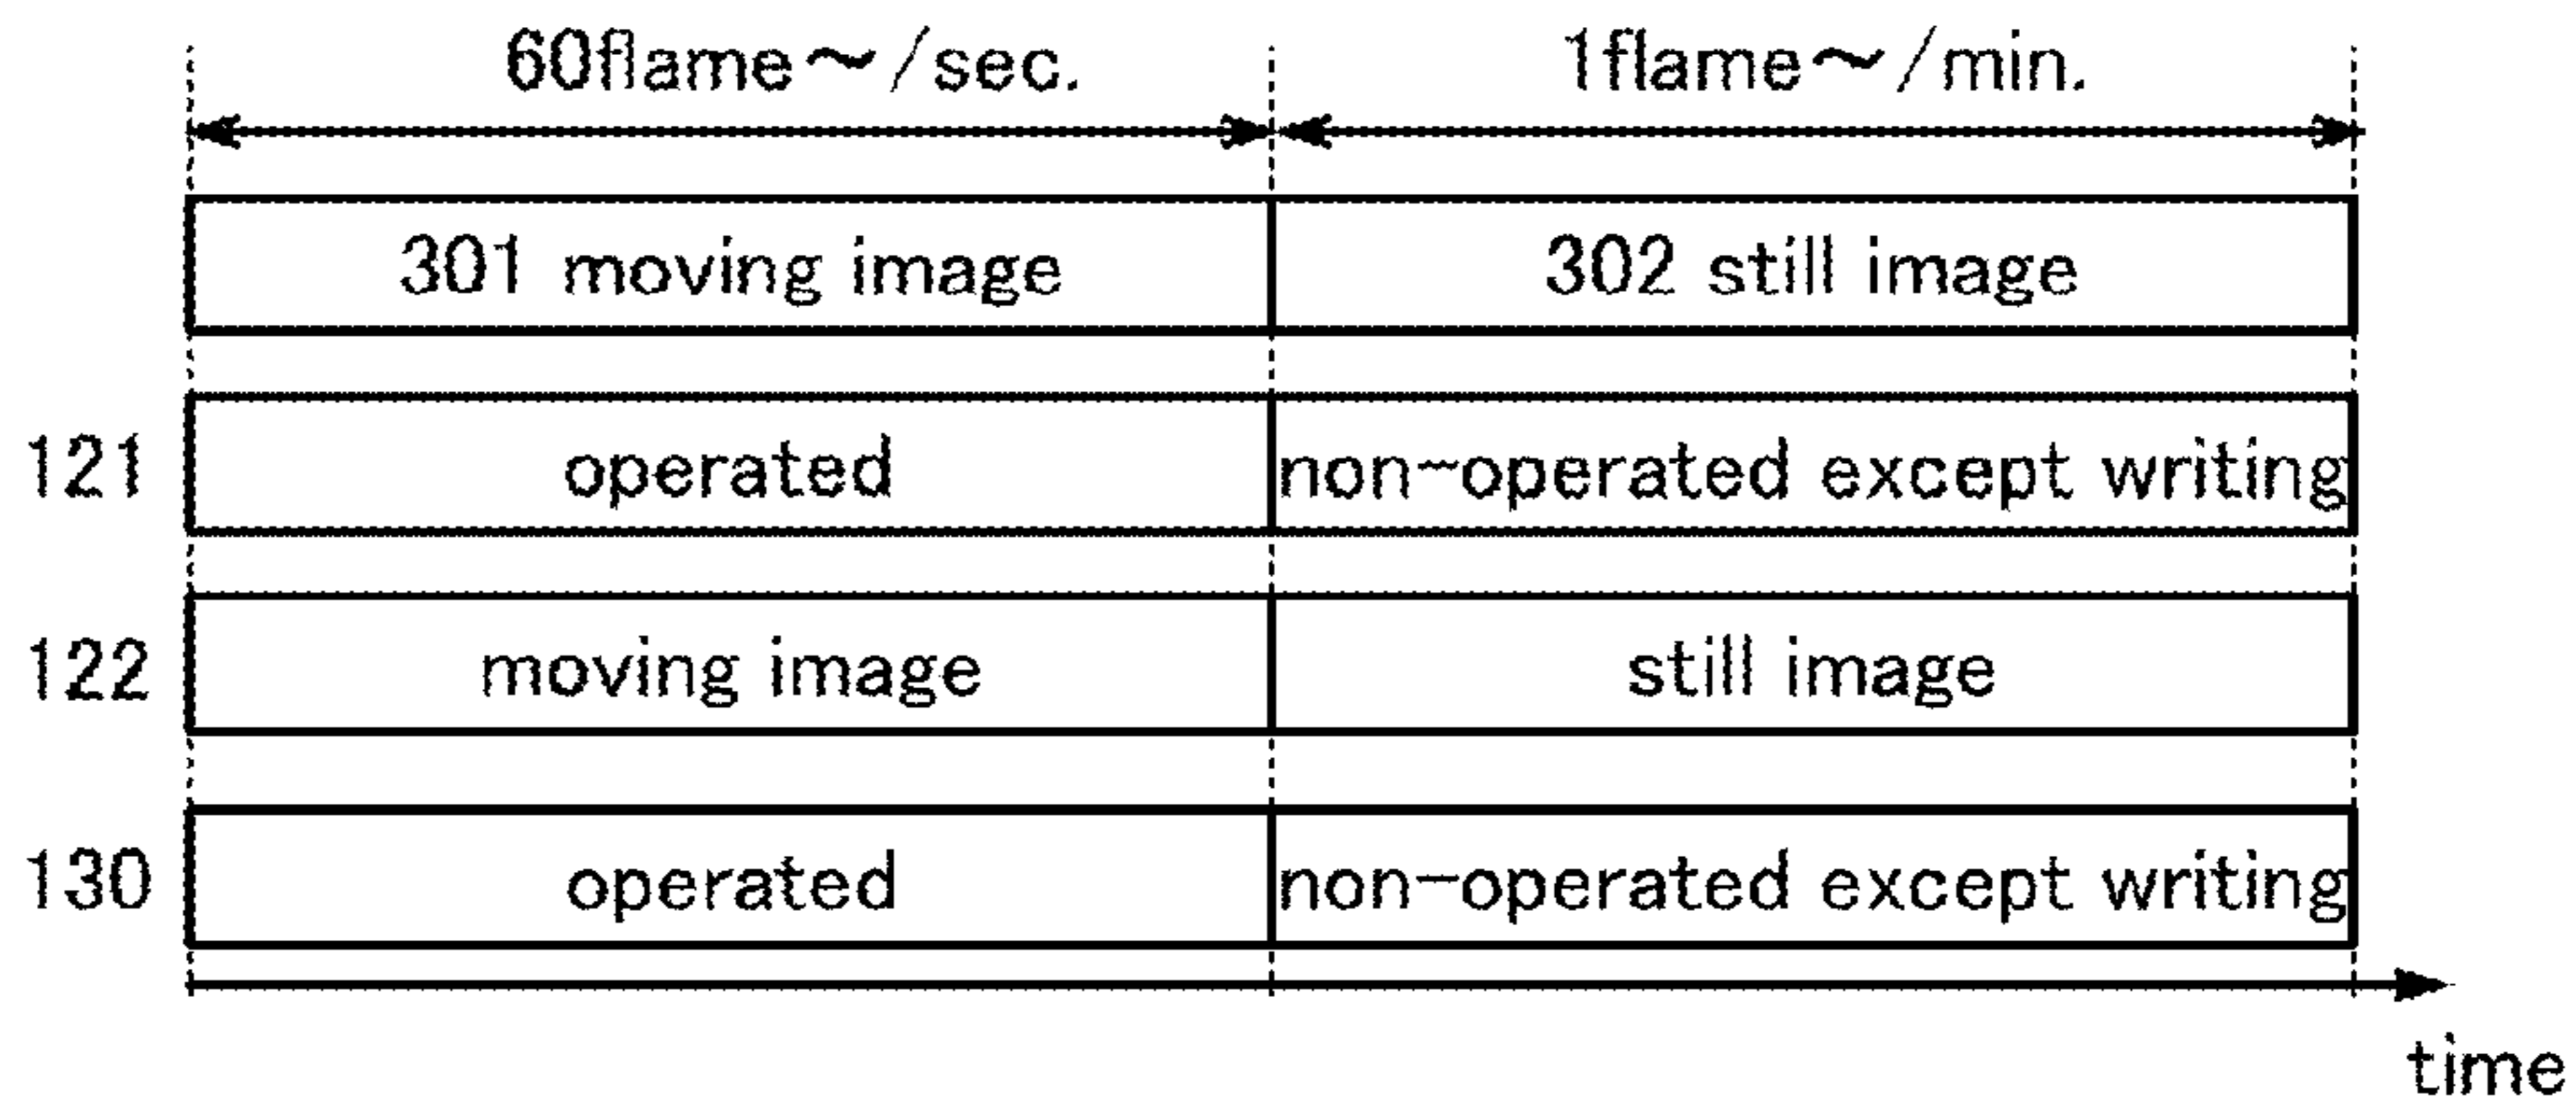 60flame～/sec. 1flame～/min.
301 moving image 302 still image
121 operated non-operated except writing
122 moving image still image
130 operated non-operated except writing
time